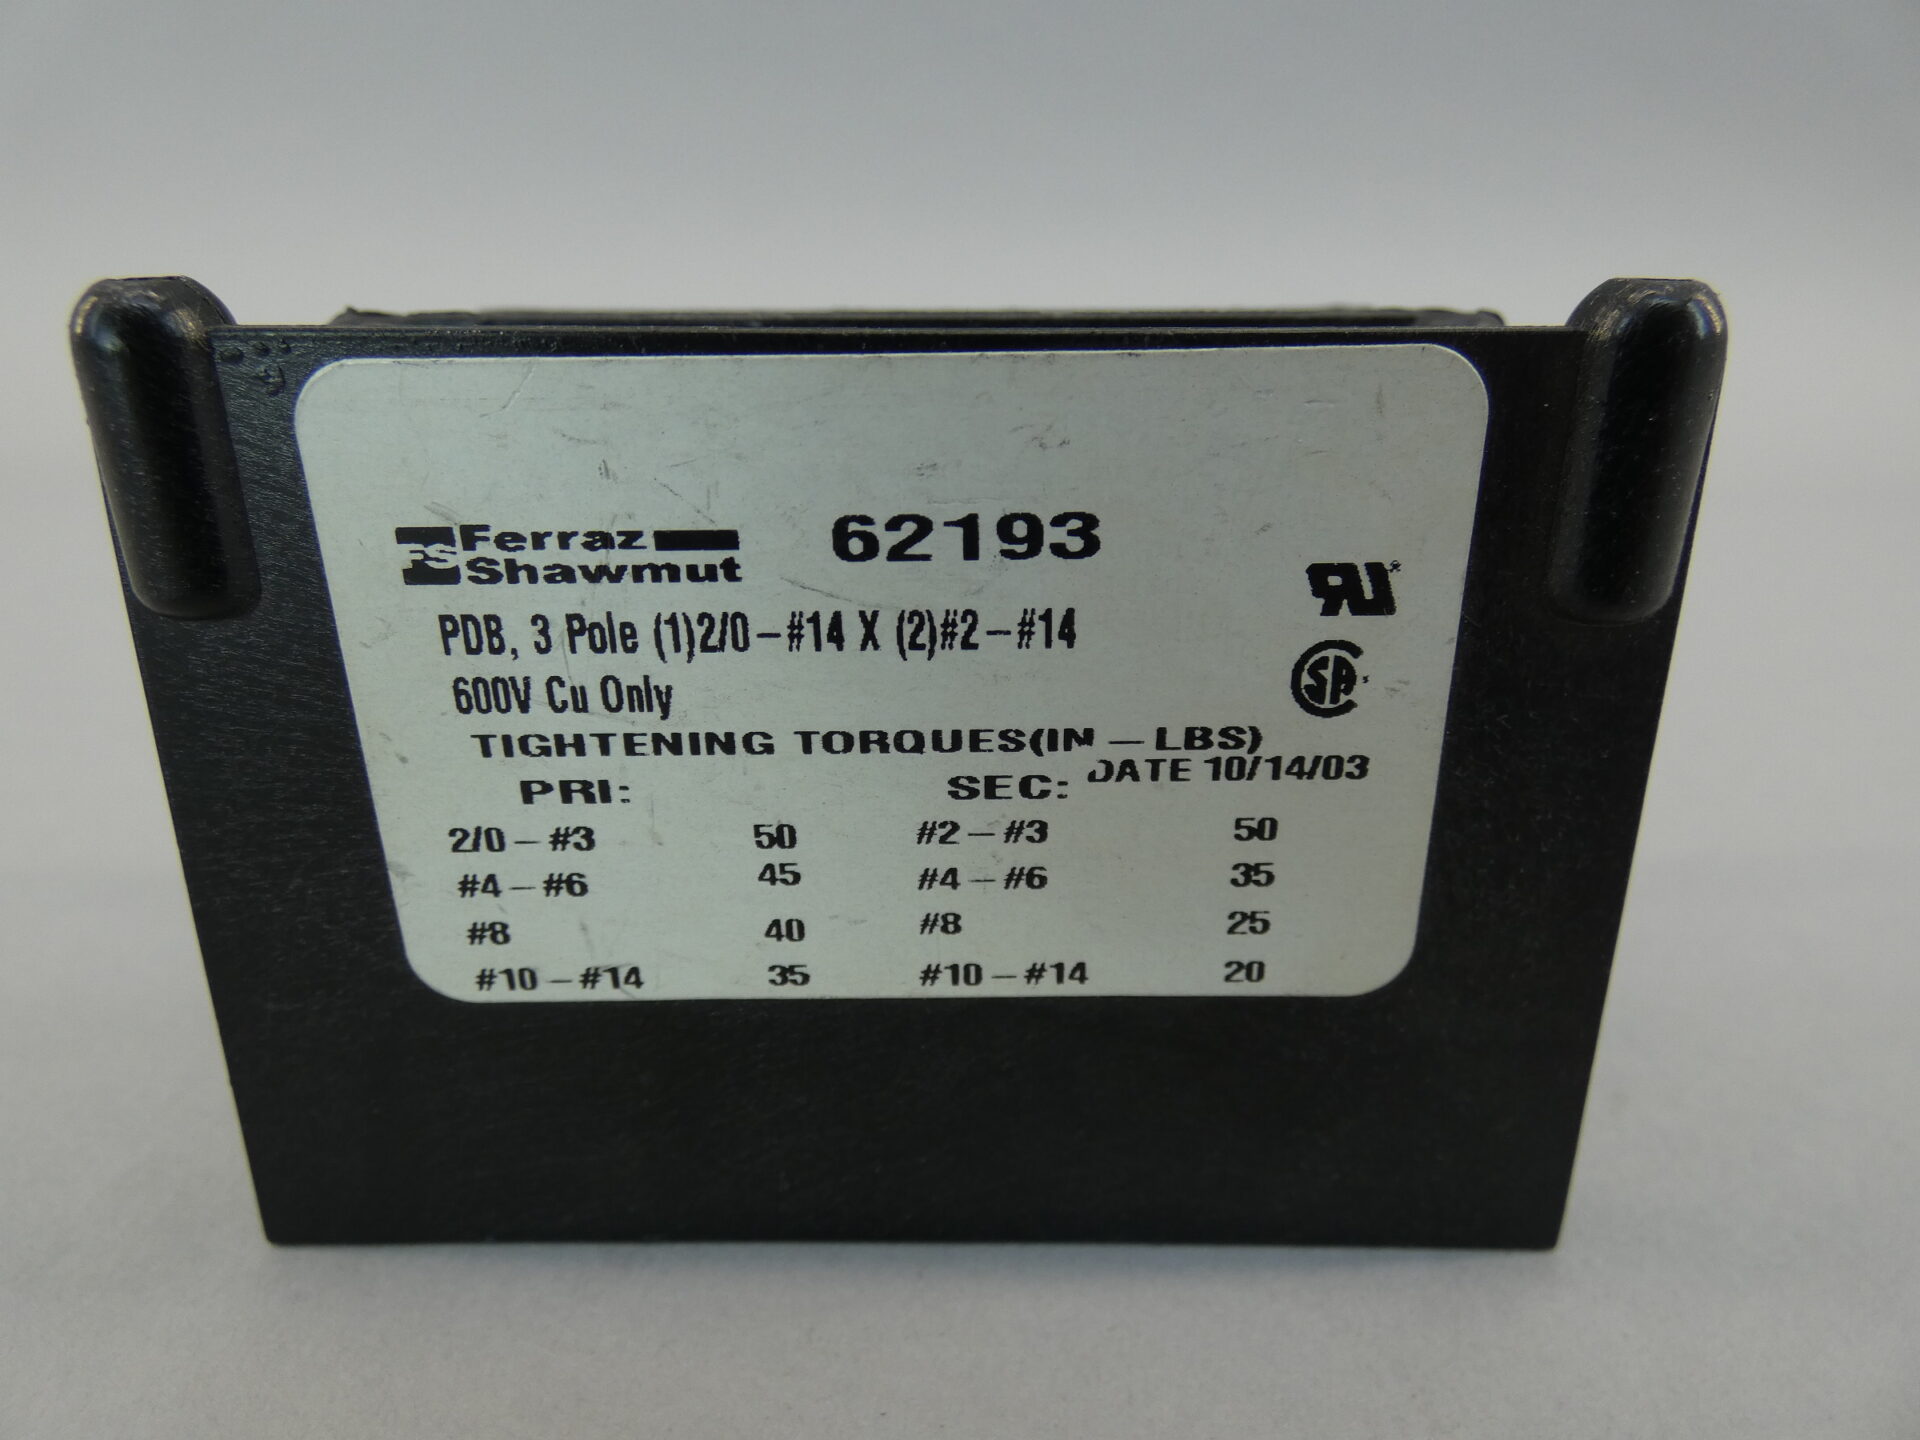 FS Ferraz Shawmut 62193
PDB, 3 Pole (1)2/0-#14 X (2)#2-#14
600V Cu Only
TIGHTENING TORQUES(IN-LBS)
DATE 10/14/03
PRI: SEC:
2/0-#3 50 #2-#3 50
#4-#6 45 #4-#6 35
#8 40 #8 25
#10-#14 35 #10-#14 20